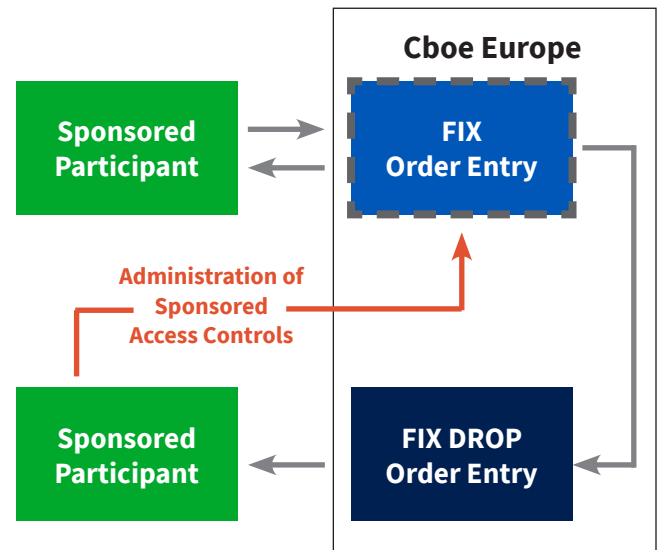 Cboe Europe
Sponsored
Participant
FIX
Order Entry
Administration of
Sponsored
Access Controls
Sponsored
Participant
FIX DROP
Order Entry